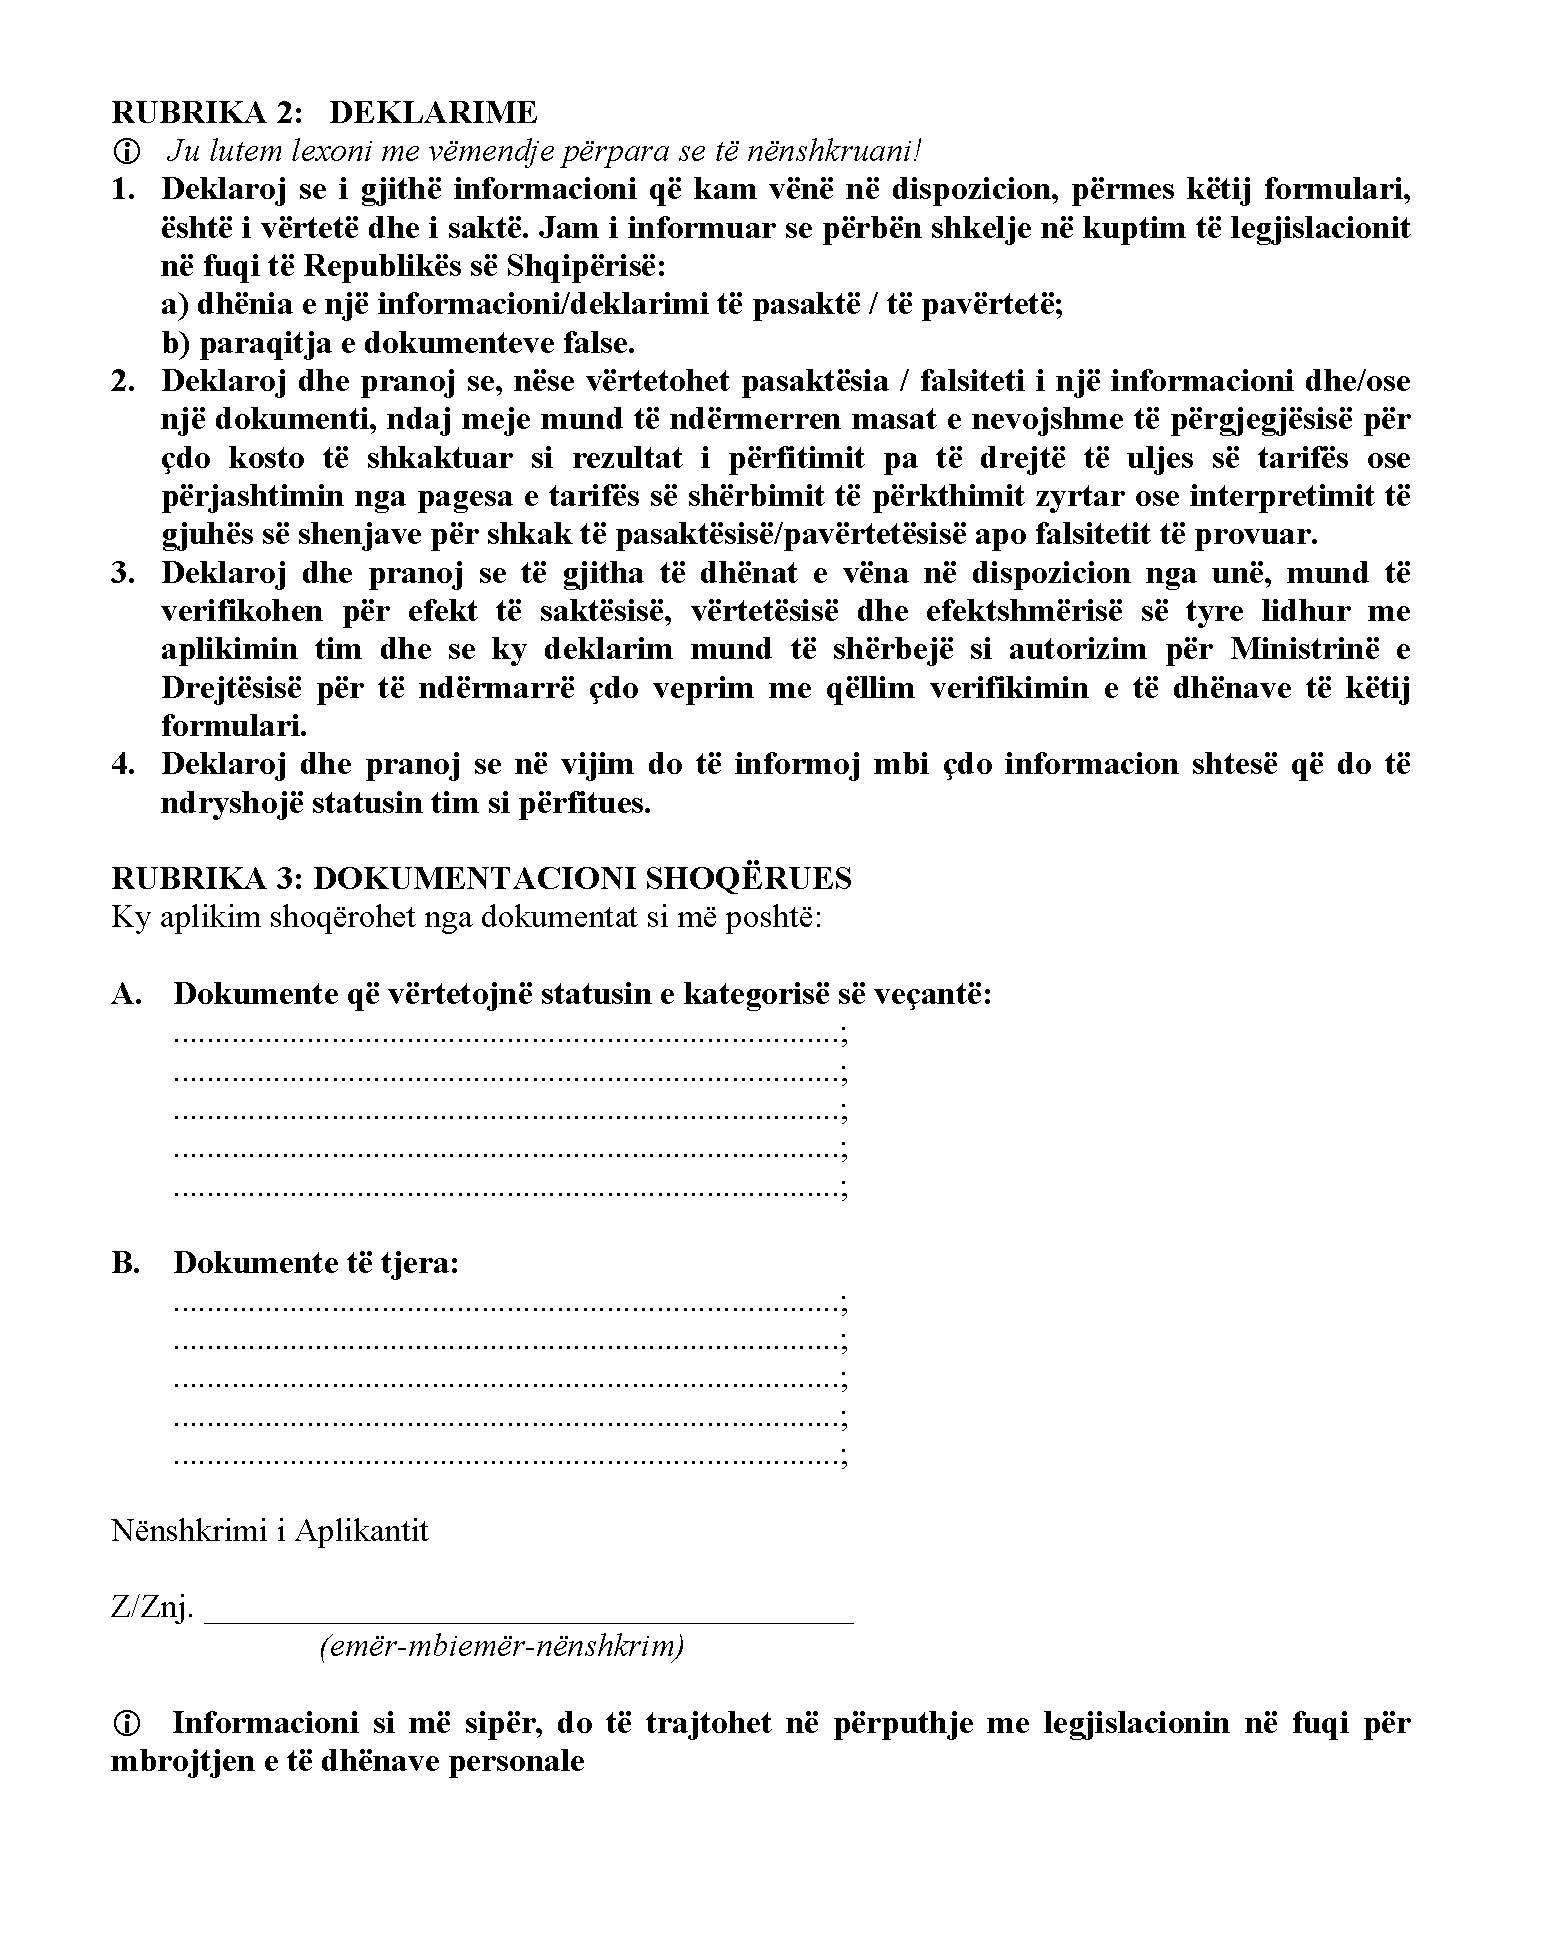 RUBRIKA 2: DEKLARIME
ⓘ Ju lutem lexoni me vëmendje përpara se të nënshkruani!
1. Deklaroj se i gjithë informacioni që kam vënë në dispozicion, përmes këtij formulari,
është i vërtetë dhe i saktë. Jam i informuar se përbën shkelje në kuptim të legjislacionit
në fuqi të Republikës së Shqipërisë:
a) dhënia e një informacioni/deklarimi të pasaktë / të pavërtetë;
b) paraqitja e dokumenteve false.
2. Deklaroj dhe pranoj se, nëse vërtetohet pasaktësia / falsiteti i një informacioni dhe/ose
një dokumenti, ndaj meje mund të ndërmerren masat e nevojshme të përgjegjësisë për
çdo kosto të shkaktuar si rezultat i përfitimit pa të drejtë të uljes së tarifës ose
përjashtimin nga pagesa e tarifës së shërbimit të përkthimit zyrtar ose interpretimit të
gjuhës së shenjave për shkak të pasaktësisë/pavërtetësisë apo falsitetit të provuar.
3. Deklaroj dhe pranoj se të gjitha të dhënat e vëna në dispozicion nga unë, mund të
verifikohen për efekt të saktësisë, vërtetësisë dhe efektshmërisë së tyre lidhur me
aplikimin tim dhe se ky deklarim mund të shërbejë si autorizim për Ministrinë e
Drejtësisë për të ndërmarrë çdo veprim me qëllim verifikimin e të dhënave të këtij
formulari.
4. Deklaroj dhe pranoj se në vijim do të informoj mbi çdo informacion shtesë që do të
ndryshojë statusin tim si përfitues.
RUBRIKA 3: DOKUMENTACIONI SHOQËRUES
Ky aplikim shoqërohet nga dokumentat si më poshtë:
A. Dokumente që vërtetojnë statusin e kategorisë së veçantë:
................................................................................;
................................................................................;
................................................................................;
................................................................................;
................................................................................;
B. Dokumente të tjera:
................................................................................;
................................................................................;
................................................................................;
................................................................................;
................................................................................;
Nënshkrimi i Aplikantit
Z/Znj. ________________________________________
(emër-mbiemër-nënshkrim)
ⓘ Informacioni si më sipër, do të trajtohet në përputhje me legjislacionin në fuqi për
mbrojtjen e të dhënave personale